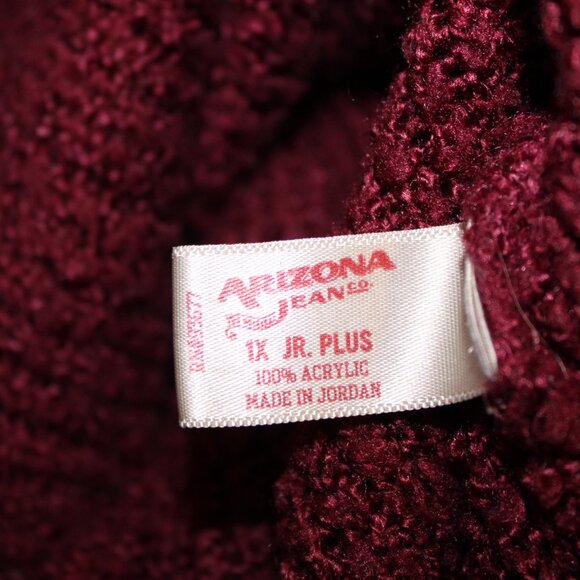 ARIZONA
JEAN CO.
1X JR. PLUS
100% ACRYLIC
MADE IN JORDAN